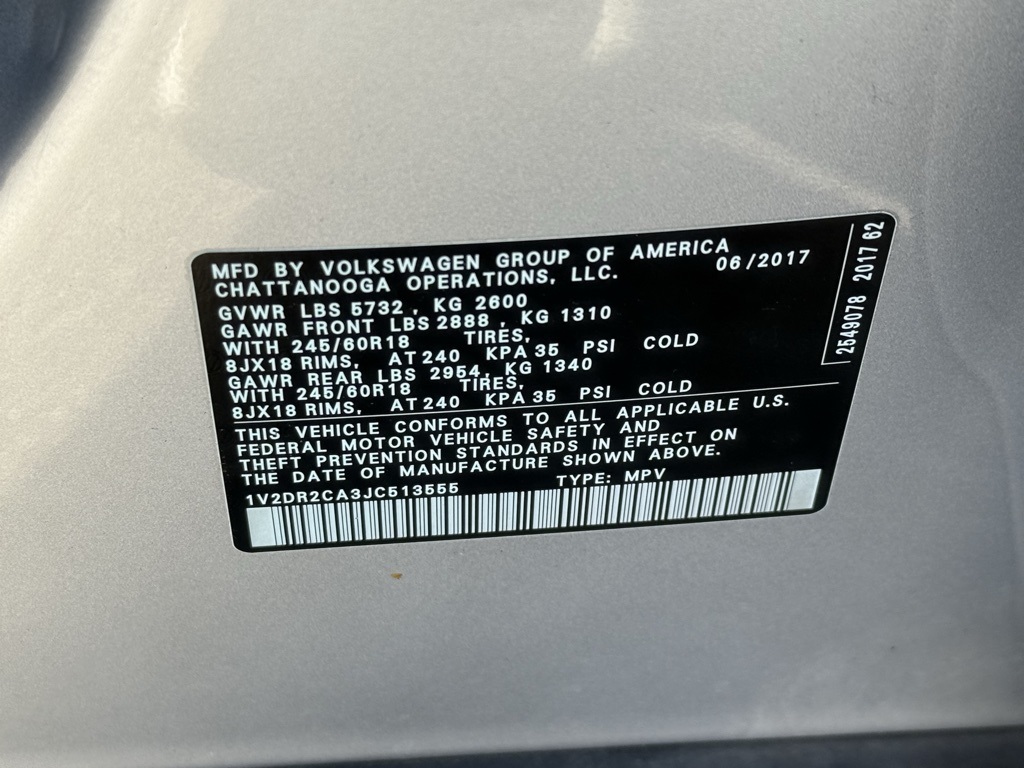 MFD BY VOLKSWAGEN GROUP OF AMERICA
CHATTANOOGA OPERATIONS, LLC.
06/2017
GVWR LBS 5732, KG 2600
GAWR FRONT LBS 2888, KG 1310
WITH 245/60R18 TIRES,
8JX18 RIMS, AT 240 KPA 35 PSI COLD
GAWR REAR LBS 2954, KG 1340
WITH 245/60R18 TIRES,
8JX18 RIMS, AT 240 KPA 35 PSI COLD
THIS VEHICLE CONFORMS TO ALL APPLICABLE U.S.
FEDERAL MOTOR VEHICLE SAFETY AND
THEFT PREVENTION STANDARDS IN EFFECT ON
THE DATE OF MANUFACTURE SHOWN ABOVE.
1V2DR2CA3JC513555 TYPE: MPV
2549078 2017 62